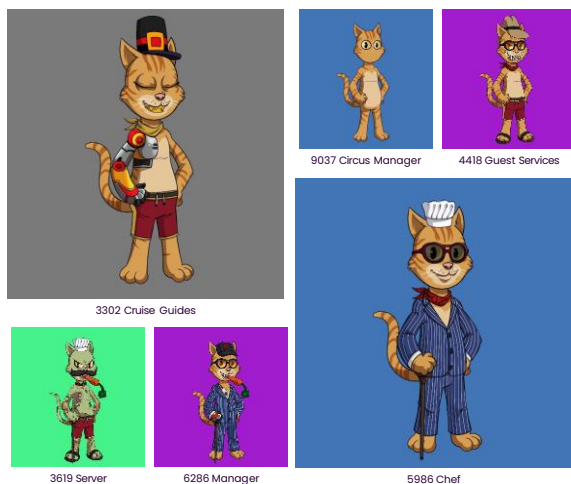 9037 Circus Manager
4418 Guest Services
3302 Cruise Guides
3619 Server
6286 Manager
5986 Chef